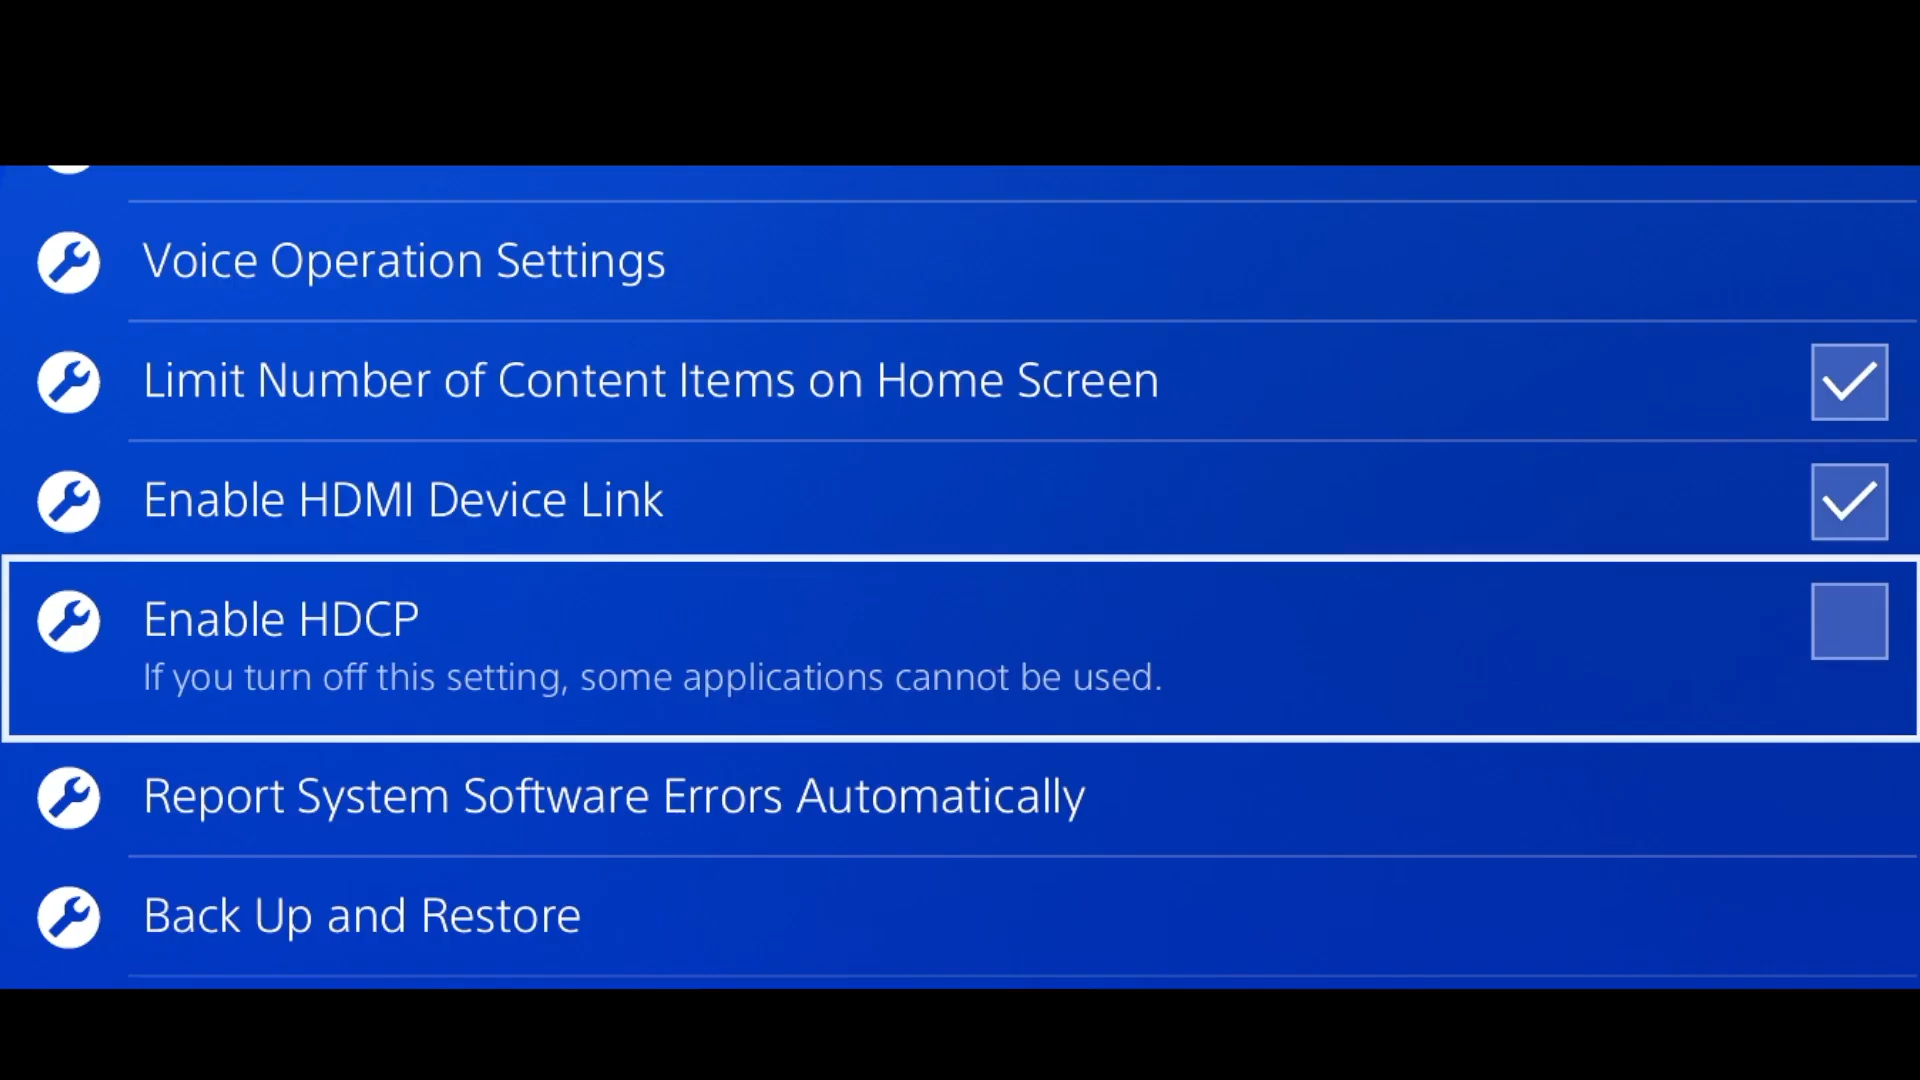 Voice Operation Settings
Limit Number of Content Items on Home Screen
Enable HDMI Device Link
Enable HDCP
If you turn off this setting, some applications cannot be used.
Report System Software Errors Automatically
Back Up and Restore